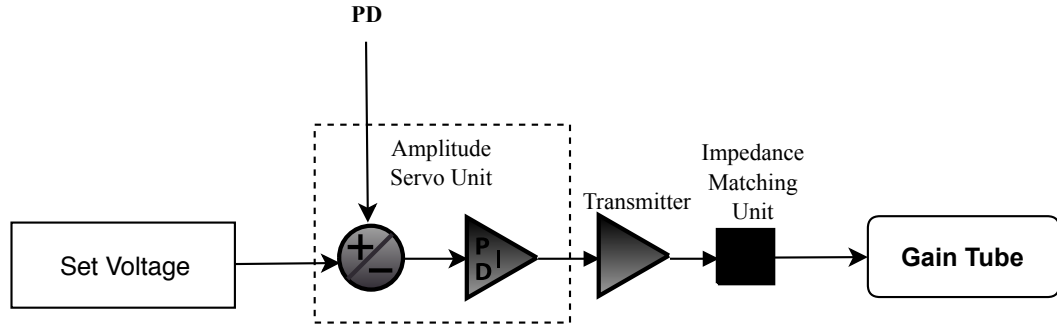 PD
Amplitude
Servo Unit
Impedance
Matching
Unit
Transmitter
Set Voltage
+
−
P
I
D
Gain Tube